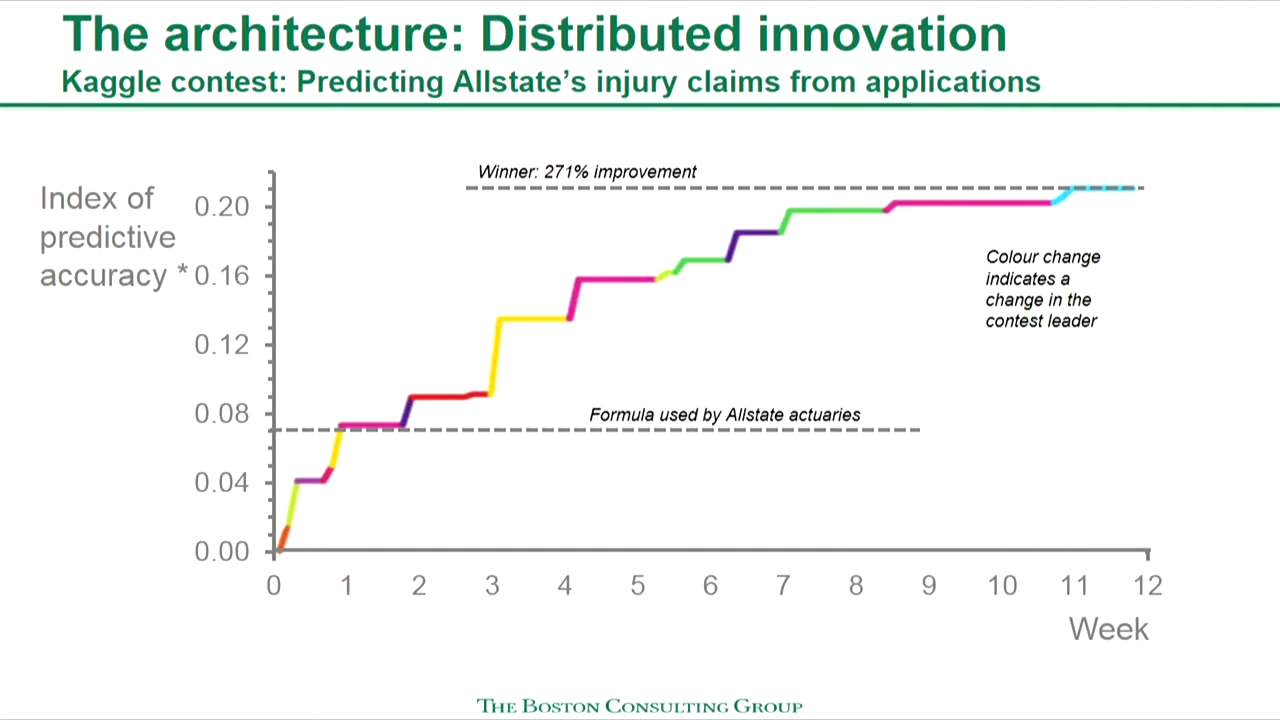 The architecture: Distributed innovation
Kaggle contest: Predicting Allstate's injury claims from applications
Winner: 271% improvement
Index of
predictive
accuracy *
0.20
0.16
0.12
0.08
0.04
0.00
Colour change
indicates a
change in the
contest leader
Formula used by Allstate actuaries
0 1 2 3 4 5 6 7 8 9 10 11 12
Week
THE BOSTON CONSULTING GROUP